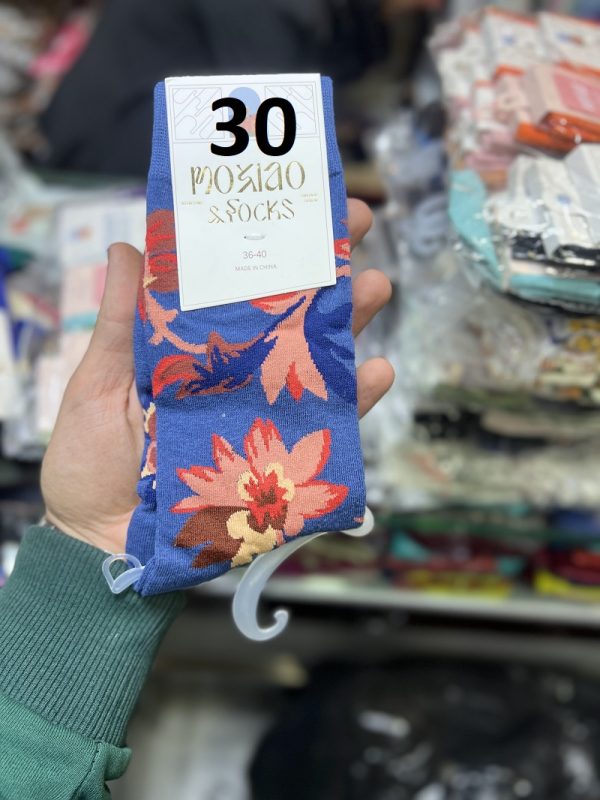 30
MOXIAO
& SOCKS
36-40
MADE IN CHINA